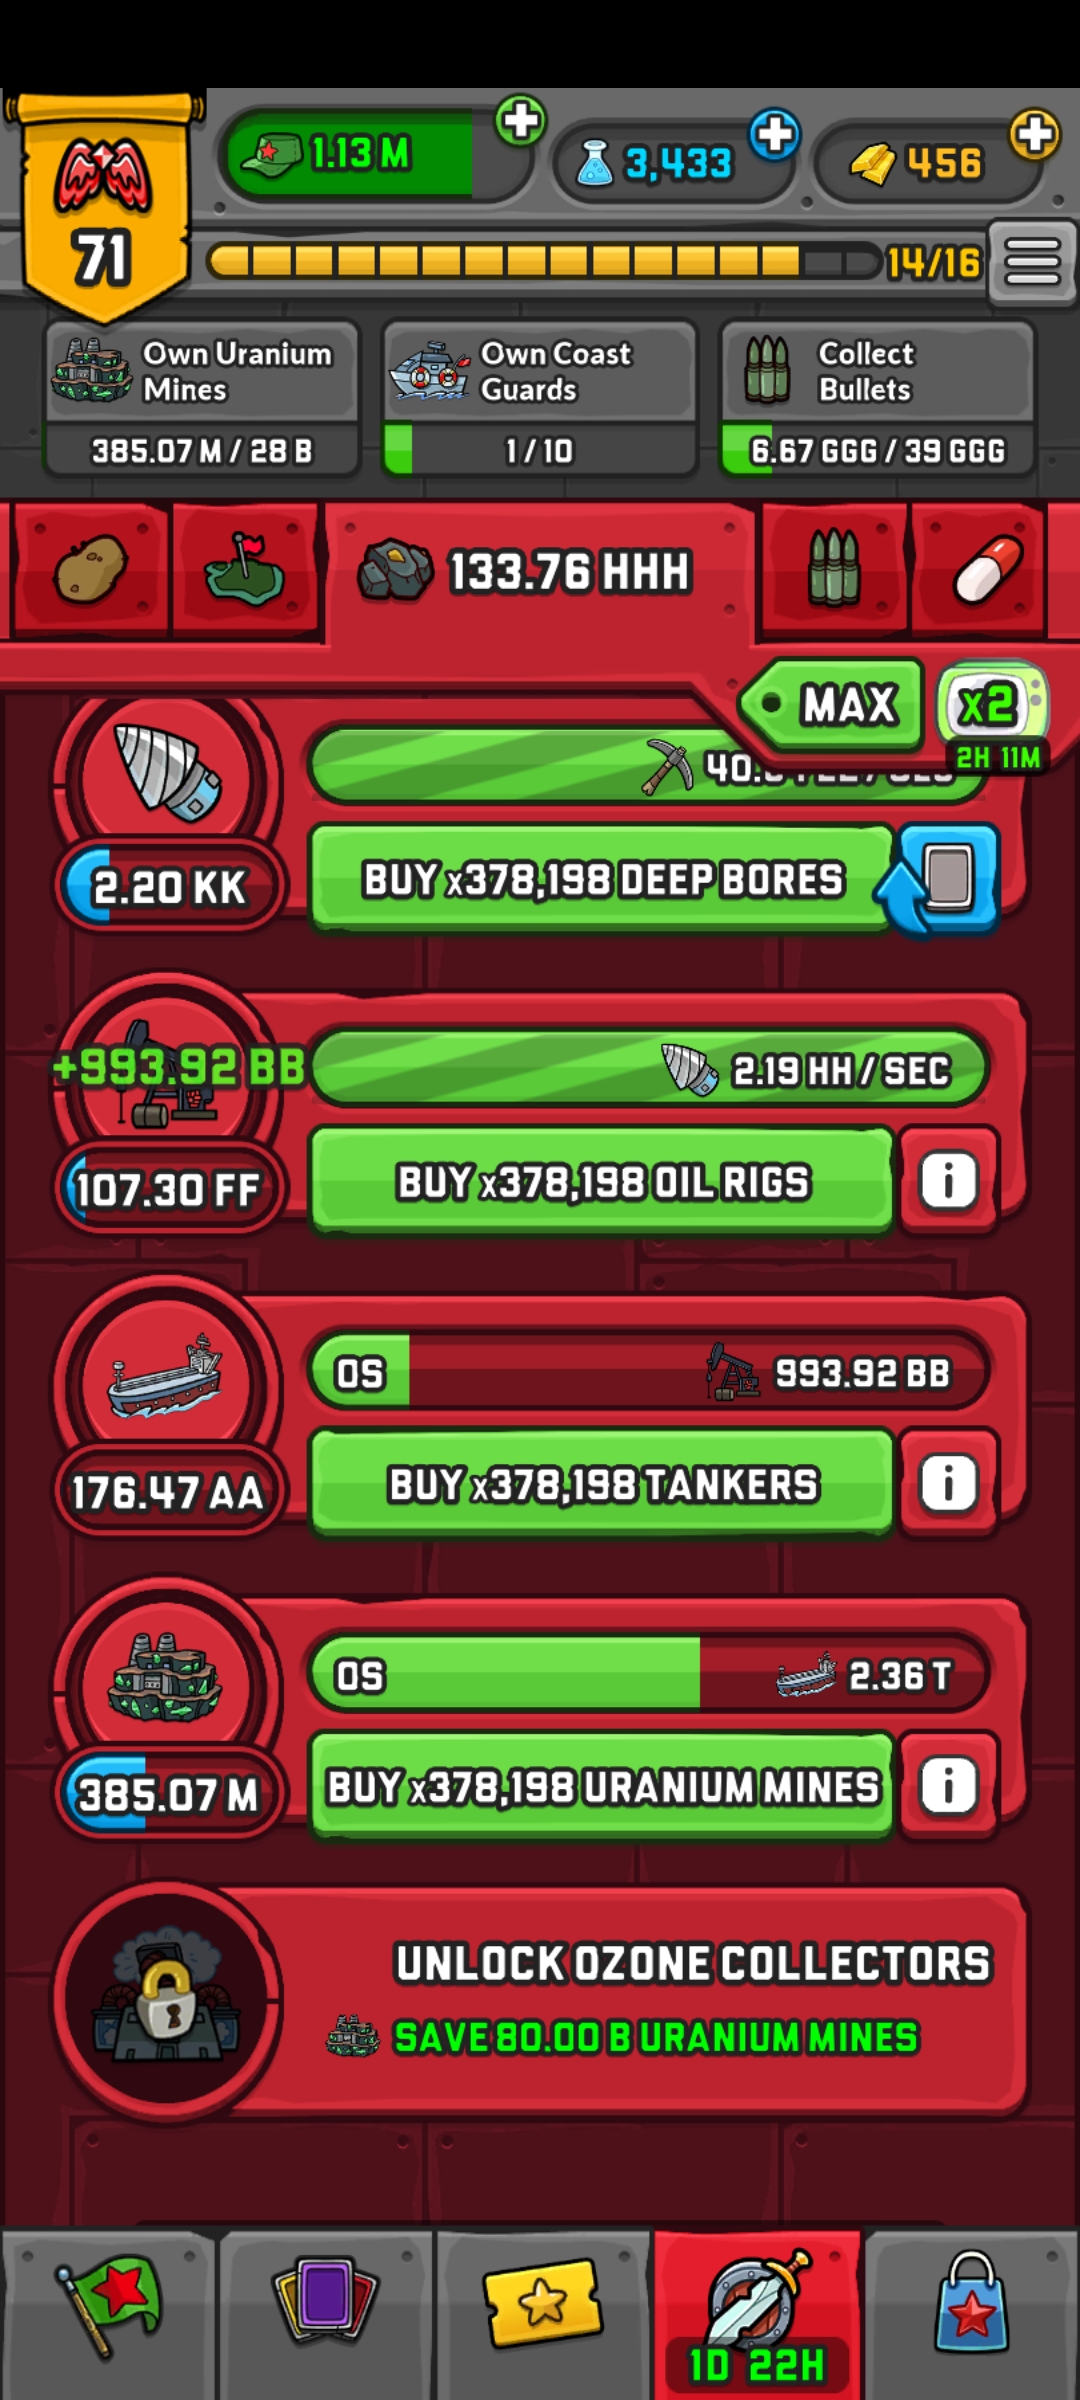 1.13 M
3,433
456
71
14/16
Own Uranium
Mines
385.07 M / 28 B
Own Coast
Guards
1 / 10
Collect
Bullets
6.67 GGG / 39 GGG
133.76 HHH
MAX
x2
2H 11M
2.20 KK
BUY x378,198 DEEP BORES
+993.92 BB
2.19 HH / SEC
107.30 FF
BUY x378,198 OIL RIGS
0S
993.92 BB
176.47 AA
BUY x378,198 TANKERS
0S
2.36 T
385.07 M
BUY x378,198 URANIUM MINES
UNLOCK OZONE COLLECTORS
SAVE 80.00 B URANIUM MINES
1D 22H